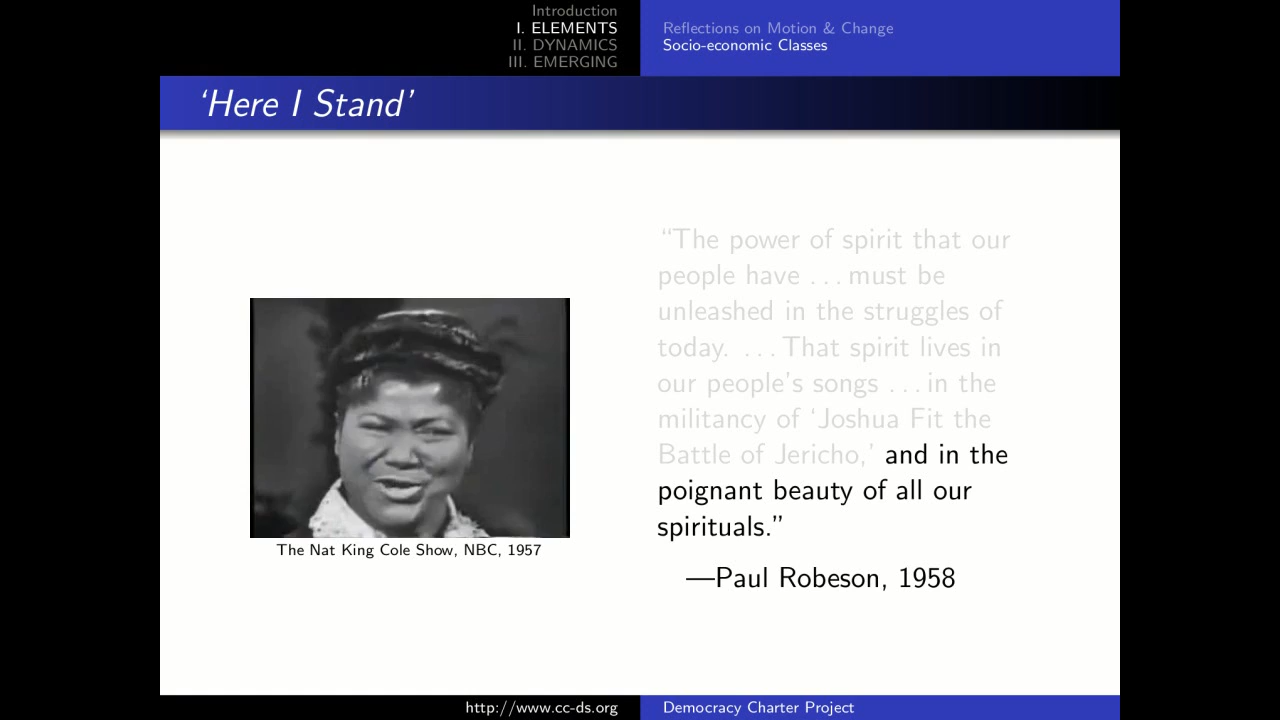 Introduction
I. ELEMENTS
II. DYNAMICS
III. EMERGING
Reflections on Motion & Change
Socio-economic Classes
‘Here I Stand’
“The power of spirit that our
people have . . . must be
unleashed in the struggles of
today. . . . That spirit lives in
our people’s songs . . . in the
militancy of ‘Joshua Fit the
Battle of Jericho,’ and in the
poignant beauty of all our
spirituals.”
—Paul Robeson, 1958
The Nat King Cole Show, NBC, 1957
http://www.cc-ds.org
Democracy Charter Project